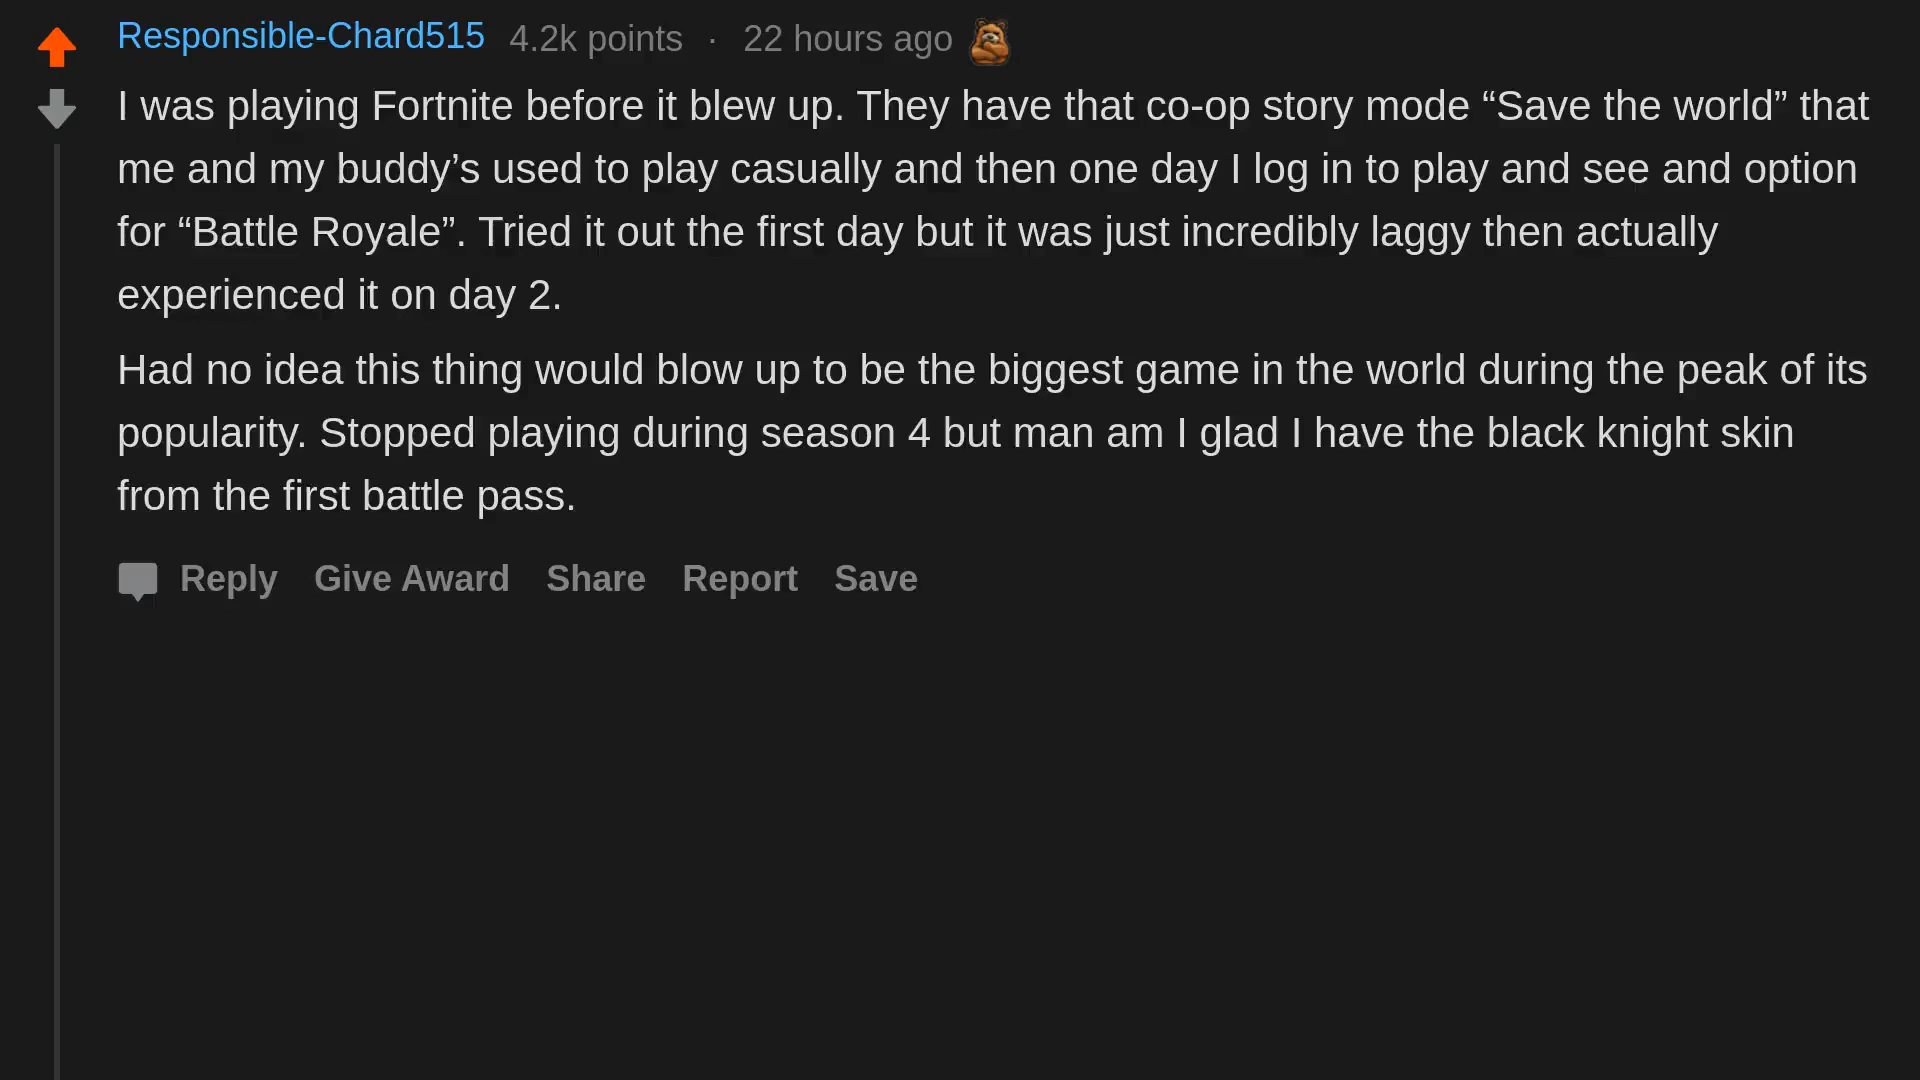 Responsible-Chard515 4.2k points · 22 hours ago
I was playing Fortnite before it blew up. They have that co-op story mode “Save the world” that
me and my buddy’s used to play casually and then one day I log in to play and see and option
for “Battle Royale”. Tried it out the first day but it was just incredibly laggy then actually
experienced it on day 2.
Had no idea this thing would blow up to be the biggest game in the world during the peak of its
popularity. Stopped playing during season 4 but man am I glad I have the black knight skin
from the first battle pass.
Reply Give Award Share Report Save